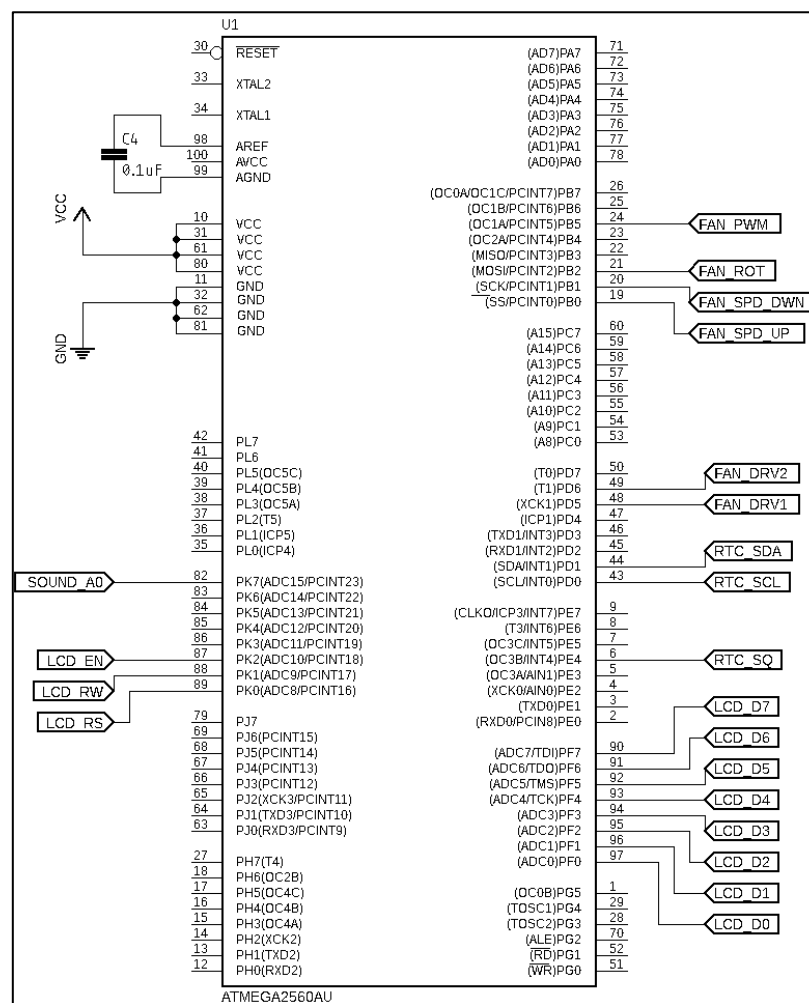 U1
30 RESET (AD7)PA7 71
(AD6)PA6 72
33 XTAL2 (AD5)PA5 73
(AD4)PA4 74
34 XTAL1 (AD3)PA3 75
(AD2)PA2 76
C4 98 AREF (AD1)PA1 77
0.1uF 100 AVCC (AD0)PA0 78
99 AGND
VCC
(OC0A/OC1C/PCINT7)PB7 26
(OC1B/PCINT6)PB6 25
10 VCC (OC1A/PCINT5)PB5 24 FAN_PWM
31 VCC (OC2A/PCINT4)PB4 23
61 VCC (MISO/PCINT3)PB3 22
80 VCC (MOSI/PCINT2)PB2 21 FAN_ROT
11 GND (SCK/PCINT1)PB1 20
32 GND (SS/PCINT0)PB0 19 FAN_SPD_DWN
62 GND
81 GND (A15)PC7 60 FAN_SPD_UP
GND
(A14)PC6 59
(A13)PC5 58
(A12)PC4 57
(A11)PC3 56
(A10)PC2 55
(A9)PC1 54
42 PL7 (A8)PC0 53
41 PL6
40 PL5(OC5C) (T0)PD7 50 FAN_DRV2
39 PL4(OC5B) (T1)PD6 49
38 PL3(OC5A) (XCK1)PD5 48 FAN_DRV1
37 PL2(T5) (ICP1)PD4 47
36 PL1(ICP5) (TXD1/INT3)PD3 46
35 PL0(ICP4) (RXD1/INT2)PD2 45 RTC_SDA
(SDA/INT1)PD1 44
SOUND_A0 82 PK7(ADC15/PCINT23) (SCL/INT0)PD0 43 RTC_SCL
83 PK6(ADC14/PCINT22)
84 PK5(ADC13/PCINT21) (CLKO/ICP3/INT7)PE7 9
85 PK4(ADC12/PCINT20) (T3/INT6)PE6 8
86 PK3(ADC11/PCINT19) (OC3C/INT5)PE5 7
LCD_EN 87 PK2(ADC10/PCINT18) (OC3B/INT4)PE4 6 RTC_SQ
88 PK1(ADC9/PCINT17) (OC3A/AIN1)PE3 5
LCD_RW 89 PK0(ADC8/PCINT16) (XCK0/AIN0)PE2 4
(TXD0)PE1 3 LCD_D7
LCD_RS 79 PJ7 (RXD0/PCIN8)PE0 2
69 PJ6(PCINT15) LCD_D6
68 PJ5(PCINT14) (ADC7/TDI)PF7 90
67 PJ4(PCINT13) (ADC6/TDO)PF6 91 LCD_D5
66 PJ3(PCINT12) (ADC5/TMS)PF5 92
65 PJ2(XCK3/PCINT11) (ADC4/TCK)PF4 93 LCD_D4
64 PJ1(TXD3/PCINT10) (ADC3)PF3 94
63 PJ0(RXD3/PCINT9) (ADC2)PF2 95 LCD_D3
(ADC1)PF1 96
27 PH7(T4) (ADC0)PF0 97 LCD_D2
18 PH6(OC2B)
17 PH5(OC4C) (OC0B)PG5 1 LCD_D1
16 PH4(OC4B) (TOSC1)PG4 29
15 PH3(OC4A) (TOSC2)PG3 28 LCD_D0
14 PH2(XCK2) (ALE)PG2 70
13 PH1(TXD2) (RD)PG1 52
12 PH0(RXD2) (WR)PG0 51
ATMEGA2560AU